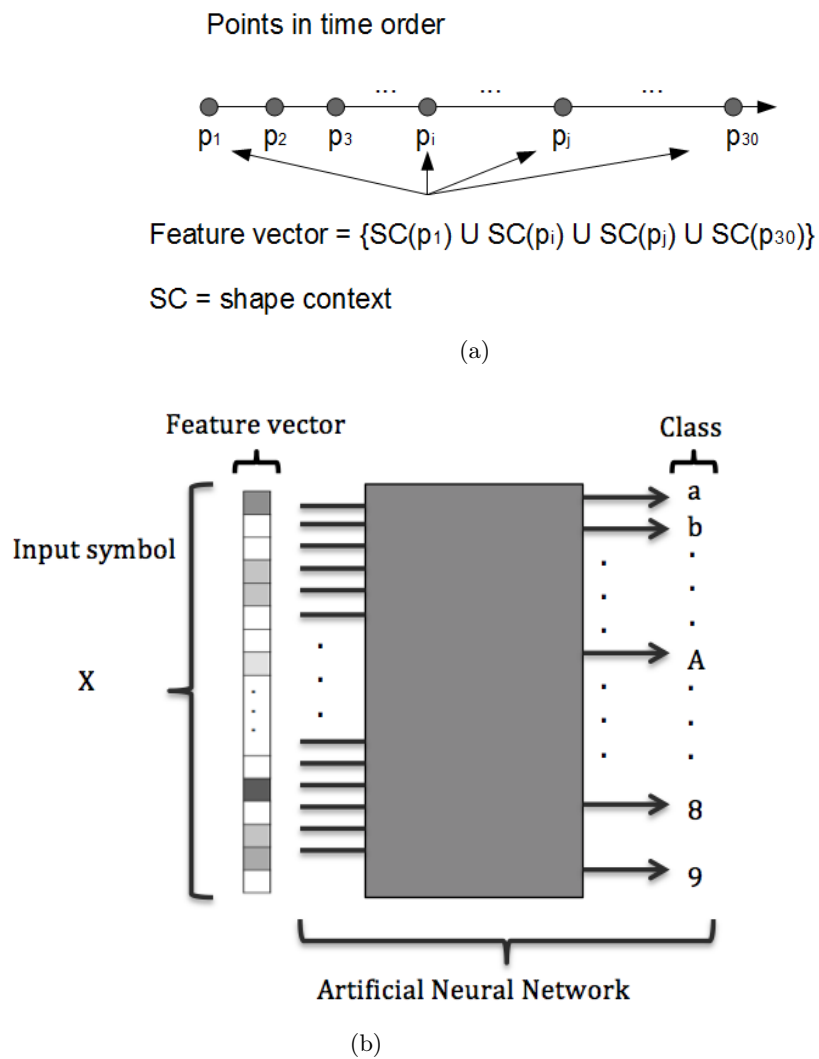 Points in time order
... ... ...
p1 p2 p3 pi pj p30
Feature vector = {SC(p1) U SC(pi) U SC(pj) U SC(p30)}
SC = shape context
(a)
Feature vector Class
a
b
Input symbol
X
A
8
9
Artificial Neural Network
(b)